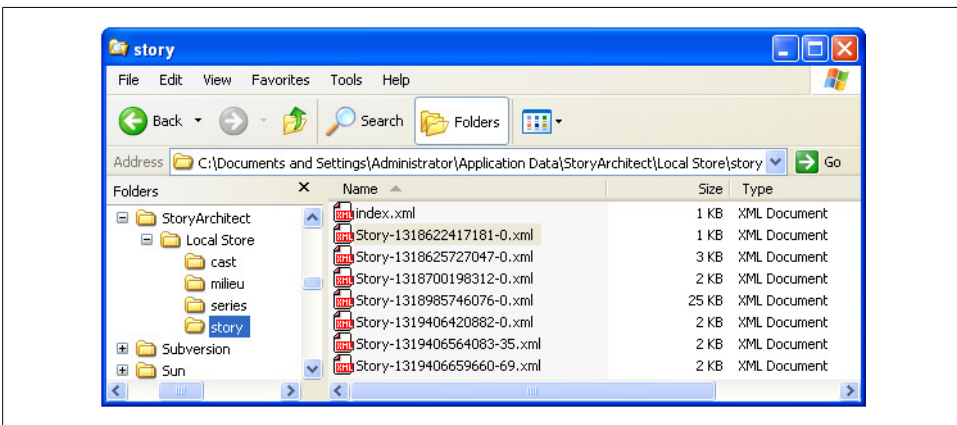 story
File Edit View Favorites Tools Help
Back Search Folders
Address C:\Documents and Settings\Administrator\Application Data\StoryArchitect\Local Store\story Go
Folders X Name Size Type
StoryArchitect
Local Store
cast
milieu
series
story
Subversion
Sun
index.xml 1 KB XML Document
Story-1318622417181-0.xml 1 KB XML Document
Story-1318625727047-0.xml 3 KB XML Document
Story-1318700198312-0.xml 2 KB XML Document
Story-1318985746076-0.xml 25 KB XML Document
Story-1319406420882-0.xml 2 KB XML Document
Story-1319406564083-35.xml 2 KB XML Document
Story-1319406659660-69.xml 2 KB XML Document